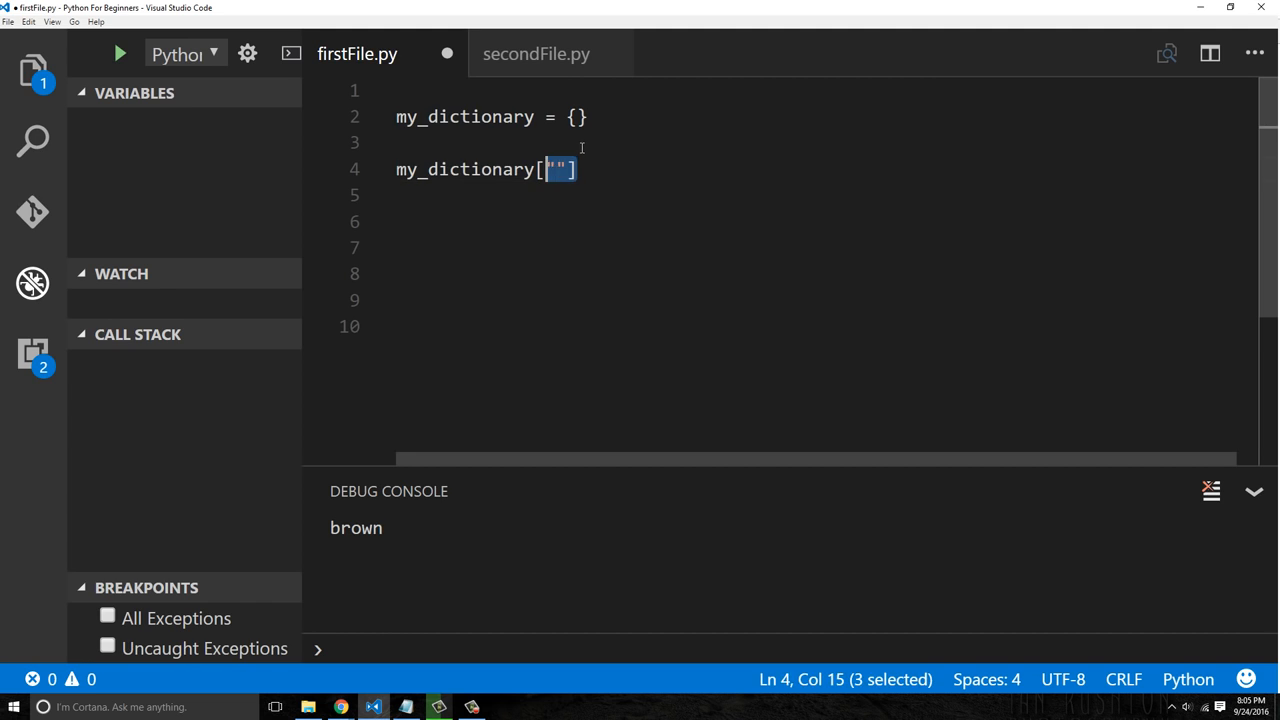 ● firstFile.py - Python For Beginners - Visual Studio Code
File Edit View Go Help
Python
firstFile.py
secondFile.py
1
VARIABLES
1
2 my_dictionary = {}
3
4 my_dictionary[""]
5
6
7
8
9
10
WATCH
CALL STACK
2
DEBUG CONSOLE
brown
BREAKPOINTS
All Exceptions
Uncaught Exceptions
0 0 Ln 4, Col 15 (3 selected) Spaces: 4 UTF-8 CRLF Python
I'm Cortana. Ask me anything.
8:05 PM
9/24/2016